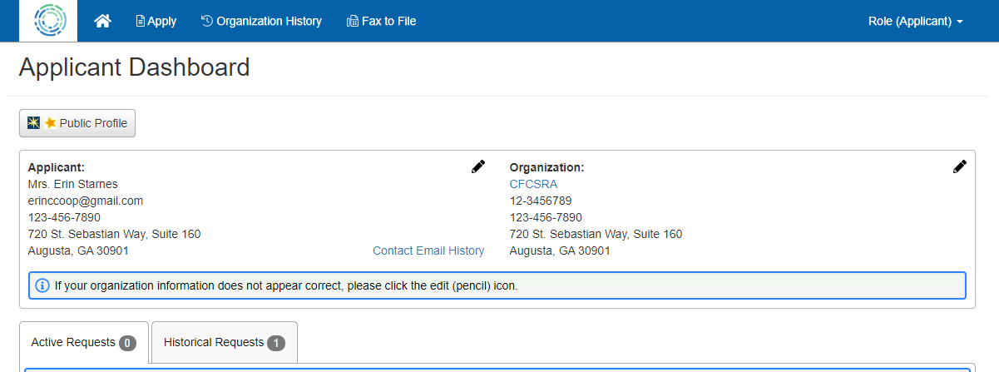 Apply Organization History Fax to File Role (Applicant)
Applicant Dashboard
Public Profile
Applicant:
Mrs. Erin Starnes
erinccoop@gmail.com
123-456-7890
720 St. Sebastian Way, Suite 160
Augusta, GA 30901
Contact Email History
Organization:
CFCSRA
12-3456789
123-456-7890
720 St. Sebastian Way, Suite 160
Augusta, GA 30901
If your organization information does not appear correct, please click the edit (pencil) icon.
Active Requests 0 Historical Requests 1